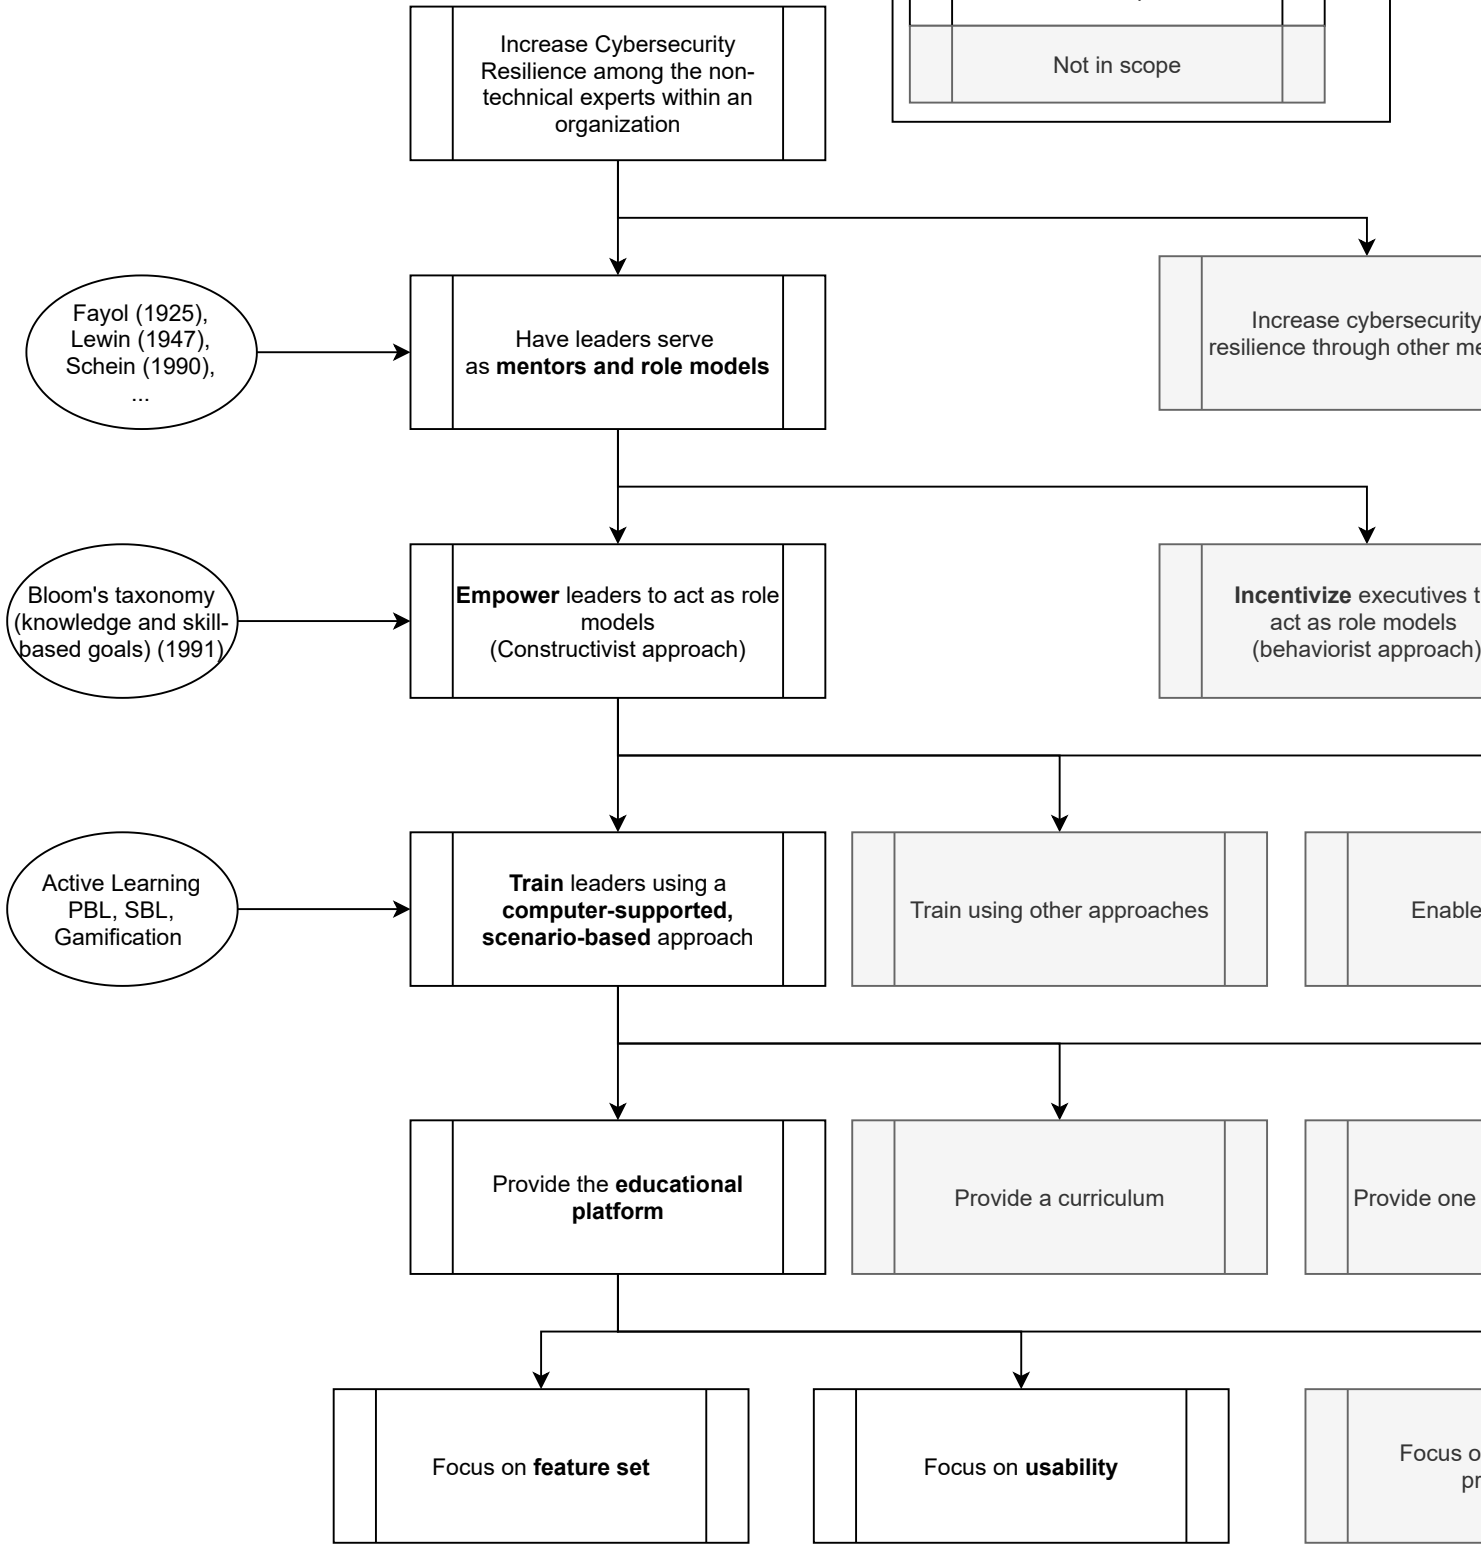 Increase Cybersecurity
Resilience among the non-
technical experts within an
organization
Not in scope
Fayol (1925),
Lewin (1947),
Schein (1990),
...
Have leaders serve
as mentors and role models
Increase cybersecurity
resilience through other
Bloom's taxonomy
(knowledge and skill-
based goals) (1991)
Empower leaders to act as role
models
(Constructivist approach)
Incentivize executives
act as role models
(behaviorist approach)
Active Learning
PBL, SBL,
Gamification
Train leaders using a
computer-supported,
scenario-based approach
Train using other approaches
Enable
Provide the educational
platform
Provide a curriculum
Provide one
Focus on feature set
Focus on usability
Focus